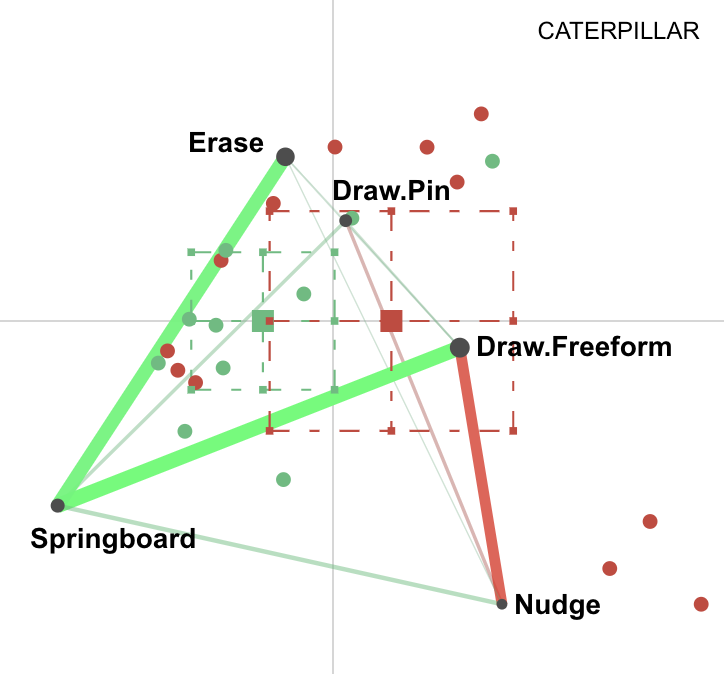 CATERPILLAR
Erase
Draw.Pin
Draw.Freeform
Springboard
Nudge